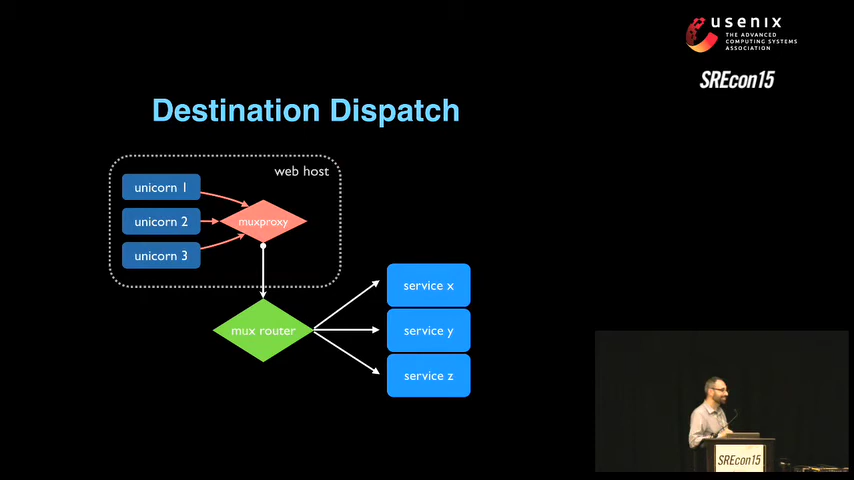 usenix
THE ADVANCED
COMPUTING SYSTEMS
ASSOCIATION
SREcon15
Destination Dispatch
web host
unicorn 1
unicorn 2
unicorn 3
muxproxy
mux router
service x
service y
service z
SREcon15